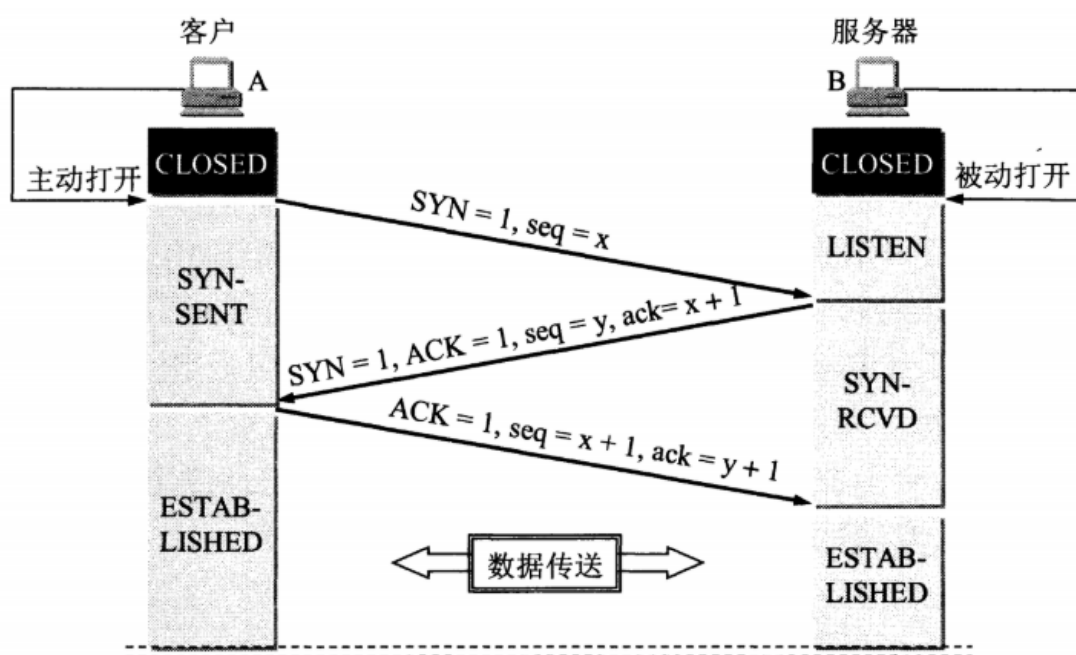 客户
服务器
A
B
CLOSED
CLOSED
主动打开
被动打开
SYN = 1, seq = x
LISTEN
SYN-
SENT
SYN = 1, ACK = 1, seq = y, ack= x + 1
SYN-
RCVD
ACK = 1, seq = x + 1, ack = y + 1
ESTAB-
LISHED
数据传送
ESTAB-
LISHED